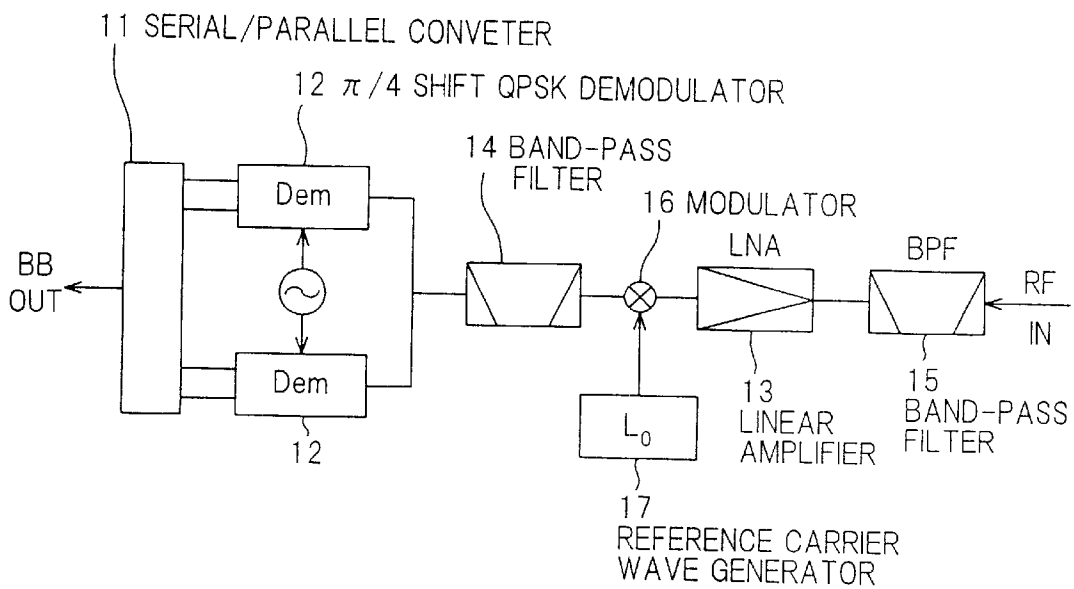 11 SERIAL/PARALLEL CONVETER
12 π/4 SHIFT QPSK DEMODULATOR
14 BAND-PASS
FILTER
16 MODULATOR
Dem
LNA
BPF
BB
OUT
RF
IN
Dem
12
L₀
13
LINEAR
AMPLIFIER
15
BAND-PASS
FILTER
17
REFERENCE CARRIER
WAVE GENERATOR